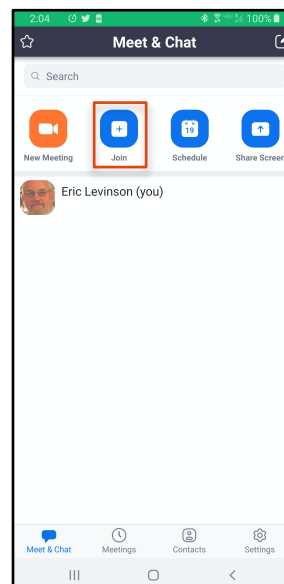 2:04 100%
Meet & Chat
Search
19
New Meeting Join Schedule Share Screen
Eric Levinson (you)
Meet & Chat Meetings Contacts Settings